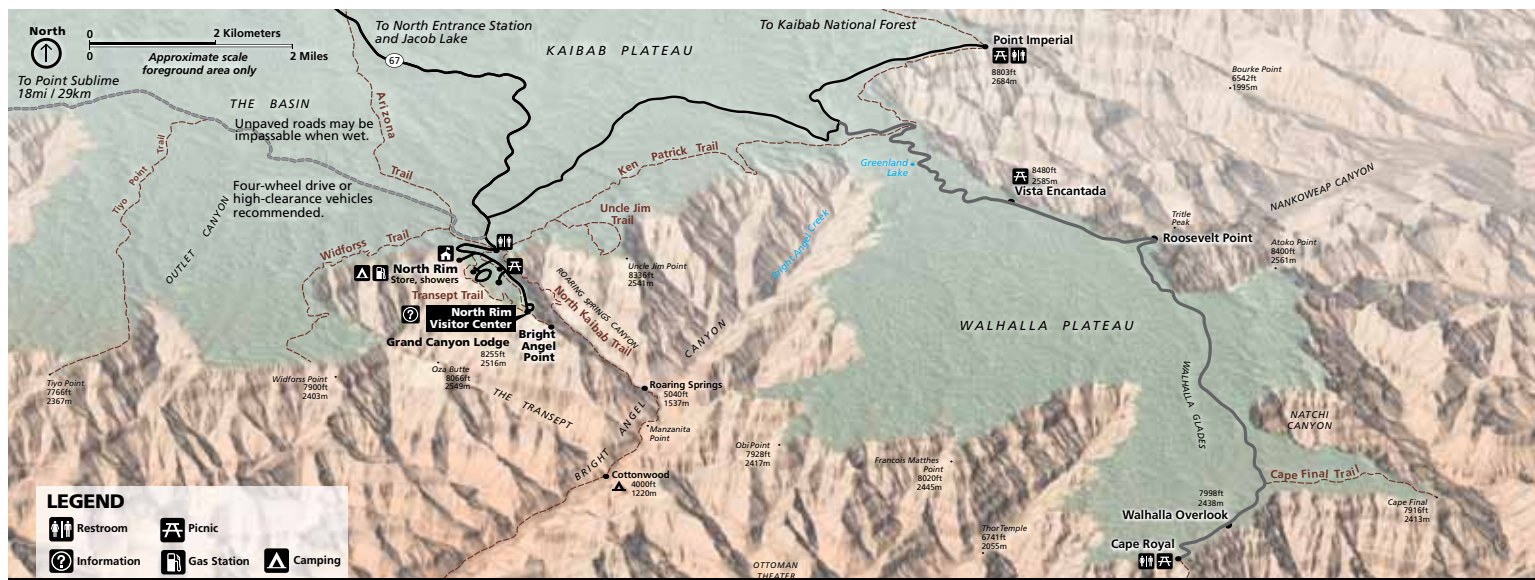 North
0
2 Kilometers
0
2 Miles
Approximate scale
foreground area only
To Point Sublime
18mi / 29km
To North Entrance Station
and Jacob Lake
67
KAIBAB PLATEAU
To Kaibab National Forest
Point Imperial
8803ft
2684m
Bourke Point
6542ft
1995m
THE BASIN
Unpaved roads may be
impassable when wet.
Arizona
Trail
Tiyo Point Trail
Four-wheel drive or
high-clearance vehicles
recommended.
OUTLET CANYON
Ken Patrick Trail
Greenland
Lake
8480ft
2585m
Vista Encantada
NANKOWEAP CANYON
Uncle Jim
Trail
Bright Angel Creek
Tritle
Peak
Roosevelt Point
Atoko Point
8400ft
2561m
Widforss Trail
North Rim
Store, showers
Uncle Jim Point
8336ft
2541m
ROARING SPRINGS CANYON
North Kaibab Trail
Transept Trail
North Rim
Visitor Center
Grand Canyon Lodge
8255ft
2516m
Bright
Angel
Point
CANYON
WALHALLA PLATEAU
Tiyo Point
7766ft
2367m
Widforss Point
7900ft
2403m
Oza Butte
8066ft
2549m
THE TRANSEPT
Roaring Springs
5040ft
1537m
ANGEL
Manzanita
Point
BRIGHT
WALHALLA GLADES
NATCHI
CANYON
Obi Point
7928ft
2417m
Francois Matthes
Point
8020ft
2445m
Cottonwood
4000ft
1220m
Cape Final Trail
7998ft
2438m
Walhalla Overlook
Cape Final
7916ft
2413m
Thor Temple
6741ft
2055m
Cape Royal
OTTOMAN
THEATER
LEGEND
Restroom
Picnic
Information
Gas Station
Camping